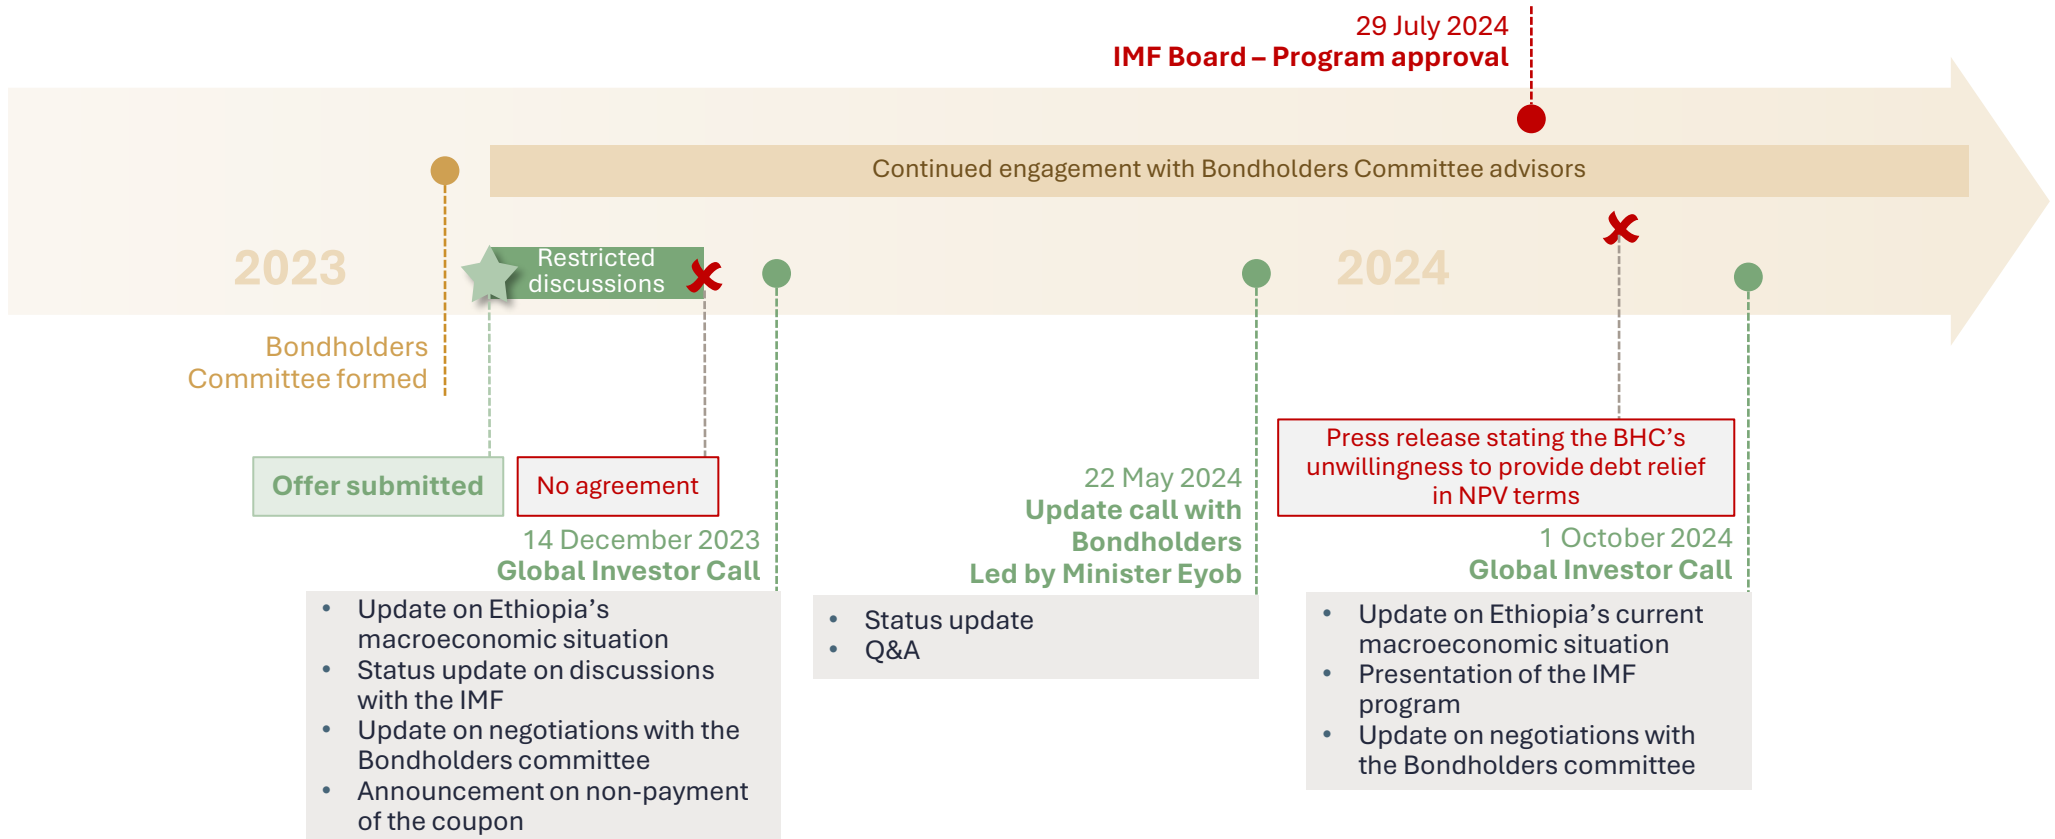 29 July 2024
IMF Board – Program approval
Continued engagement with Bondholders Committee advisors
2023
Restricted
discussions
2024
Bondholders
Committee formed
Offer submitted
No agreement
14 December 2023
Global Investor Call
• Update on Ethiopia’s
macroeconomic situation
• Status update on discussions
with the IMF
• Update on negotiations with the
Bondholders committee
• Announcement on non-payment
of the coupon
22 May 2024
Update call with
Bondholders
Led by Minister Eyob
• Status update
• Q&A
Press release stating the BHC’s
unwillingness to provide debt relief
in NPV terms
1 October 2024
Global Investor Call
• Update on Ethiopia’s current
macroeconomic situation
• Presentation of the IMF
program
• Update on negotiations with
the Bondholders committee